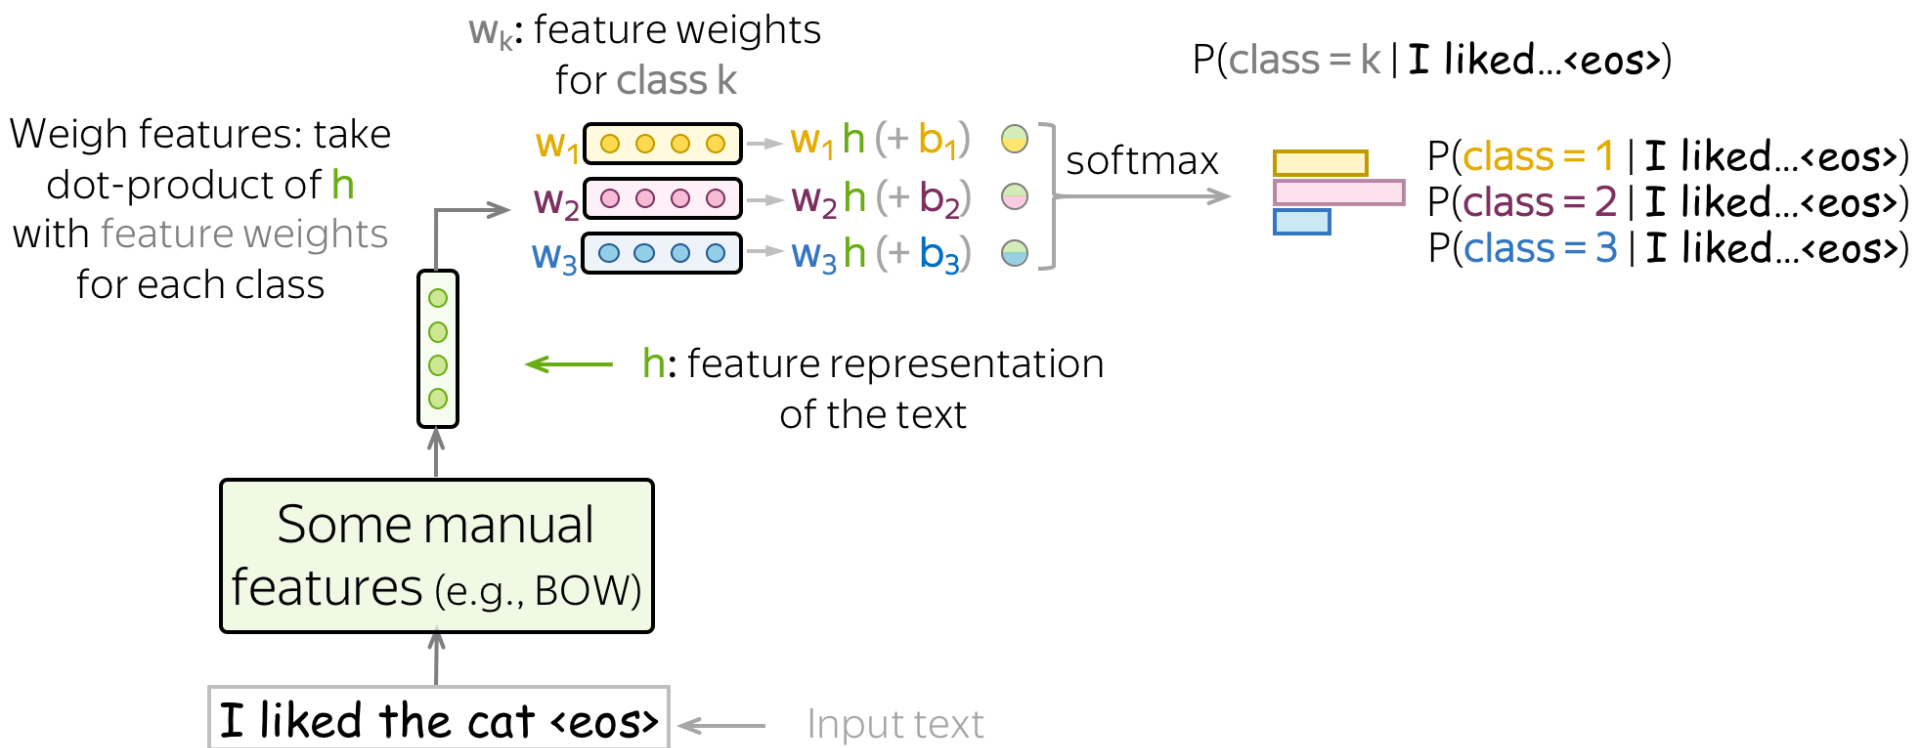 wₖ: feature weights
for class k
P(class = k | I liked...<eos>)
Weigh features: take
dot-product of h
with feature weights
for each class
w₁
w₁ h (+ b₁)
w₂
w₂ h (+ b₂)
w₃
w₃ h (+ b₃)
softmax
P(class = 1 | I liked...<eos>)
P(class = 2 | I liked...<eos>)
P(class = 3 | I liked...<eos>)
h: feature representation
of the text
Some manual
features (e.g., BOW)
I liked the cat <eos>
Input text